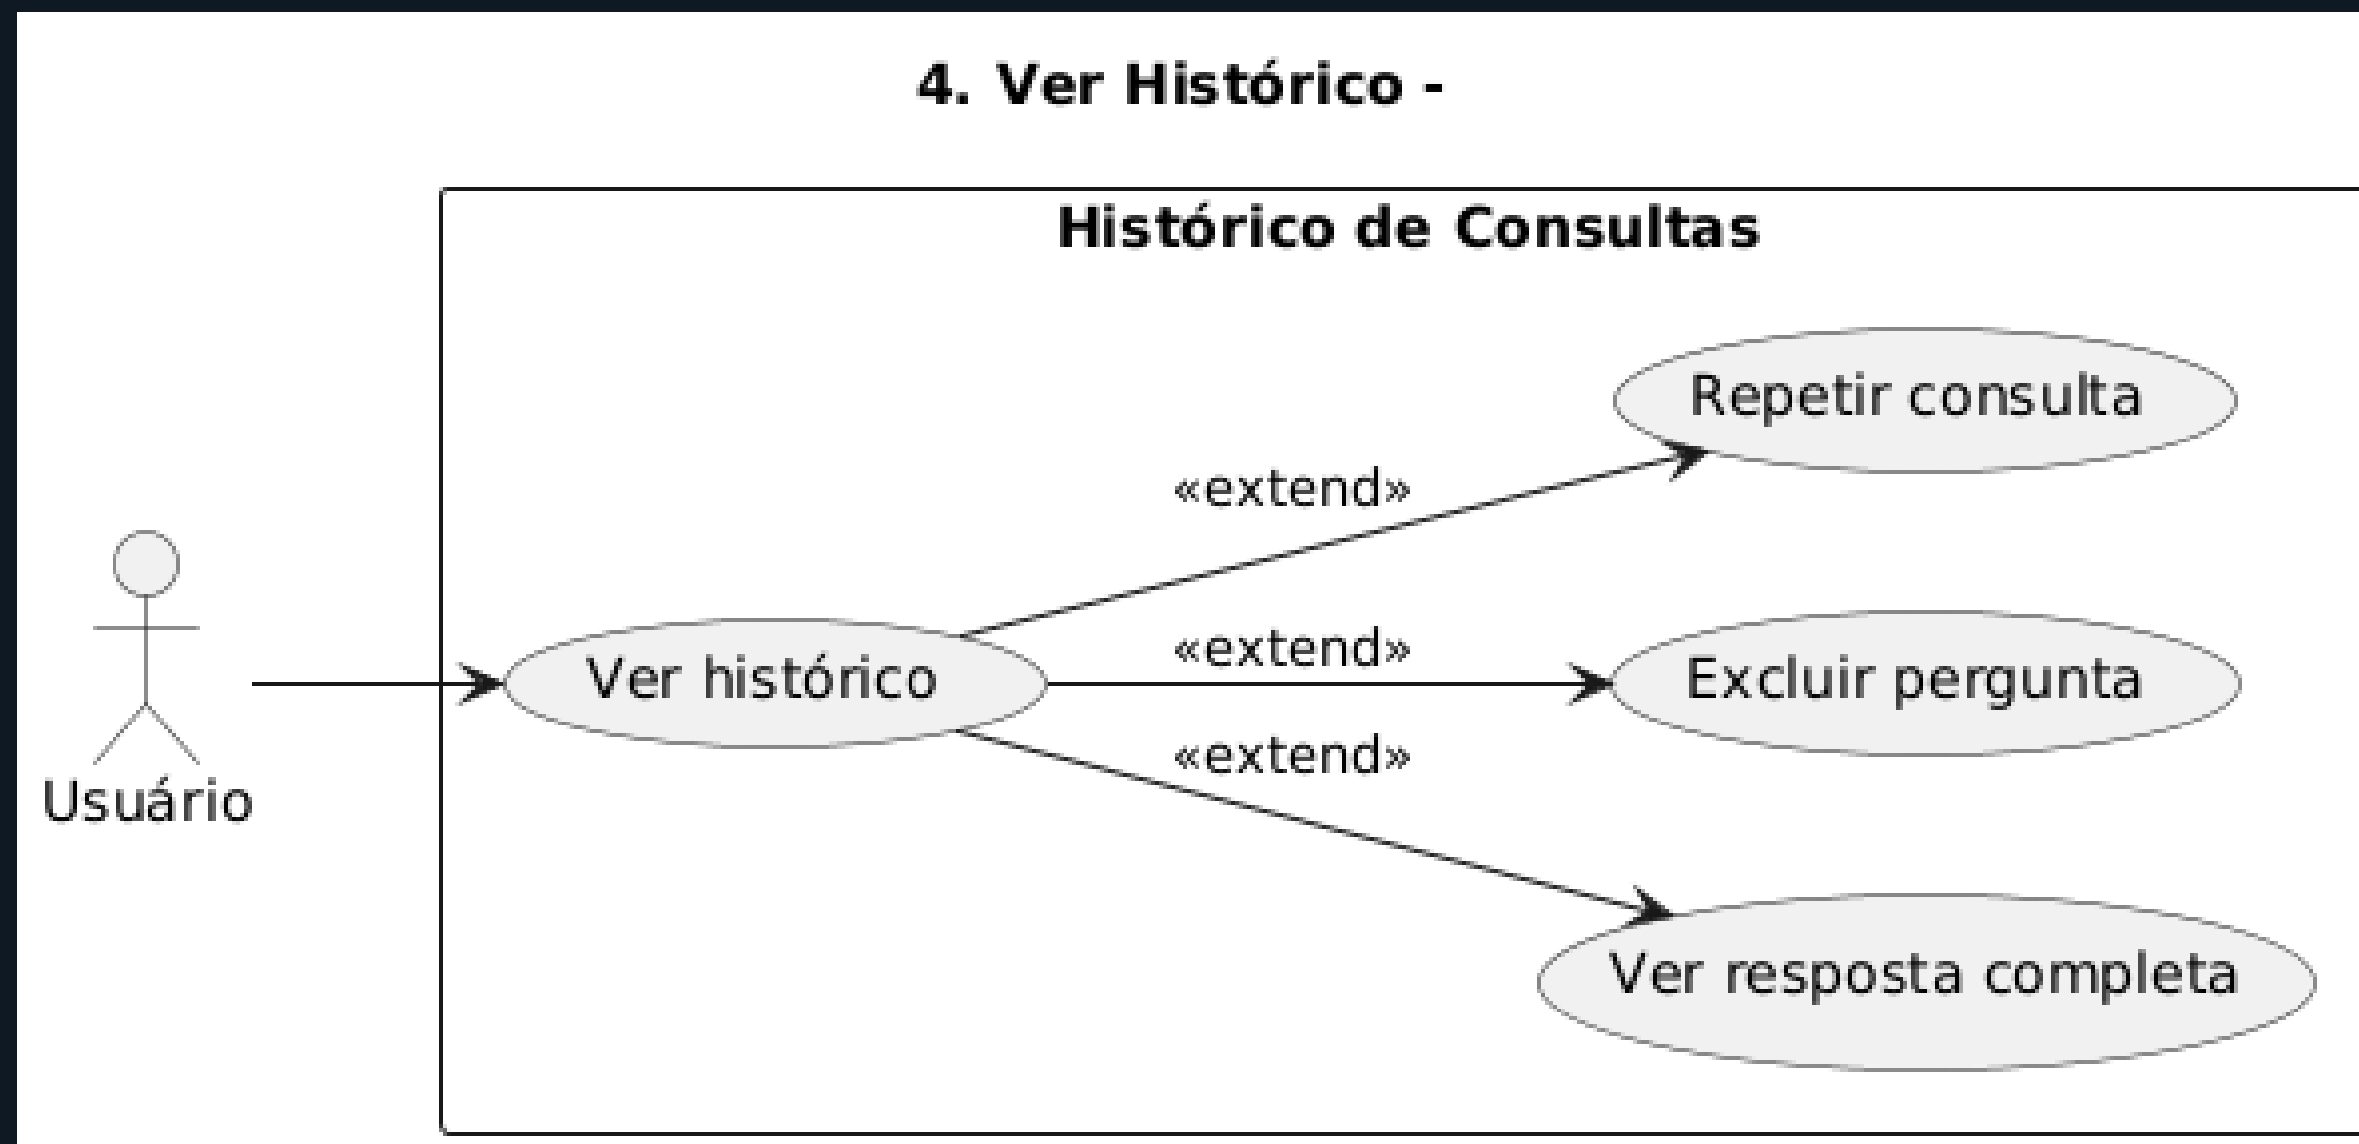 4. Ver Histórico -
Histórico de Consultas
Repetir consulta
«extend»
«extend»
Ver histórico
Excluir pergunta
«extend»
Usuário
Ver resposta completa